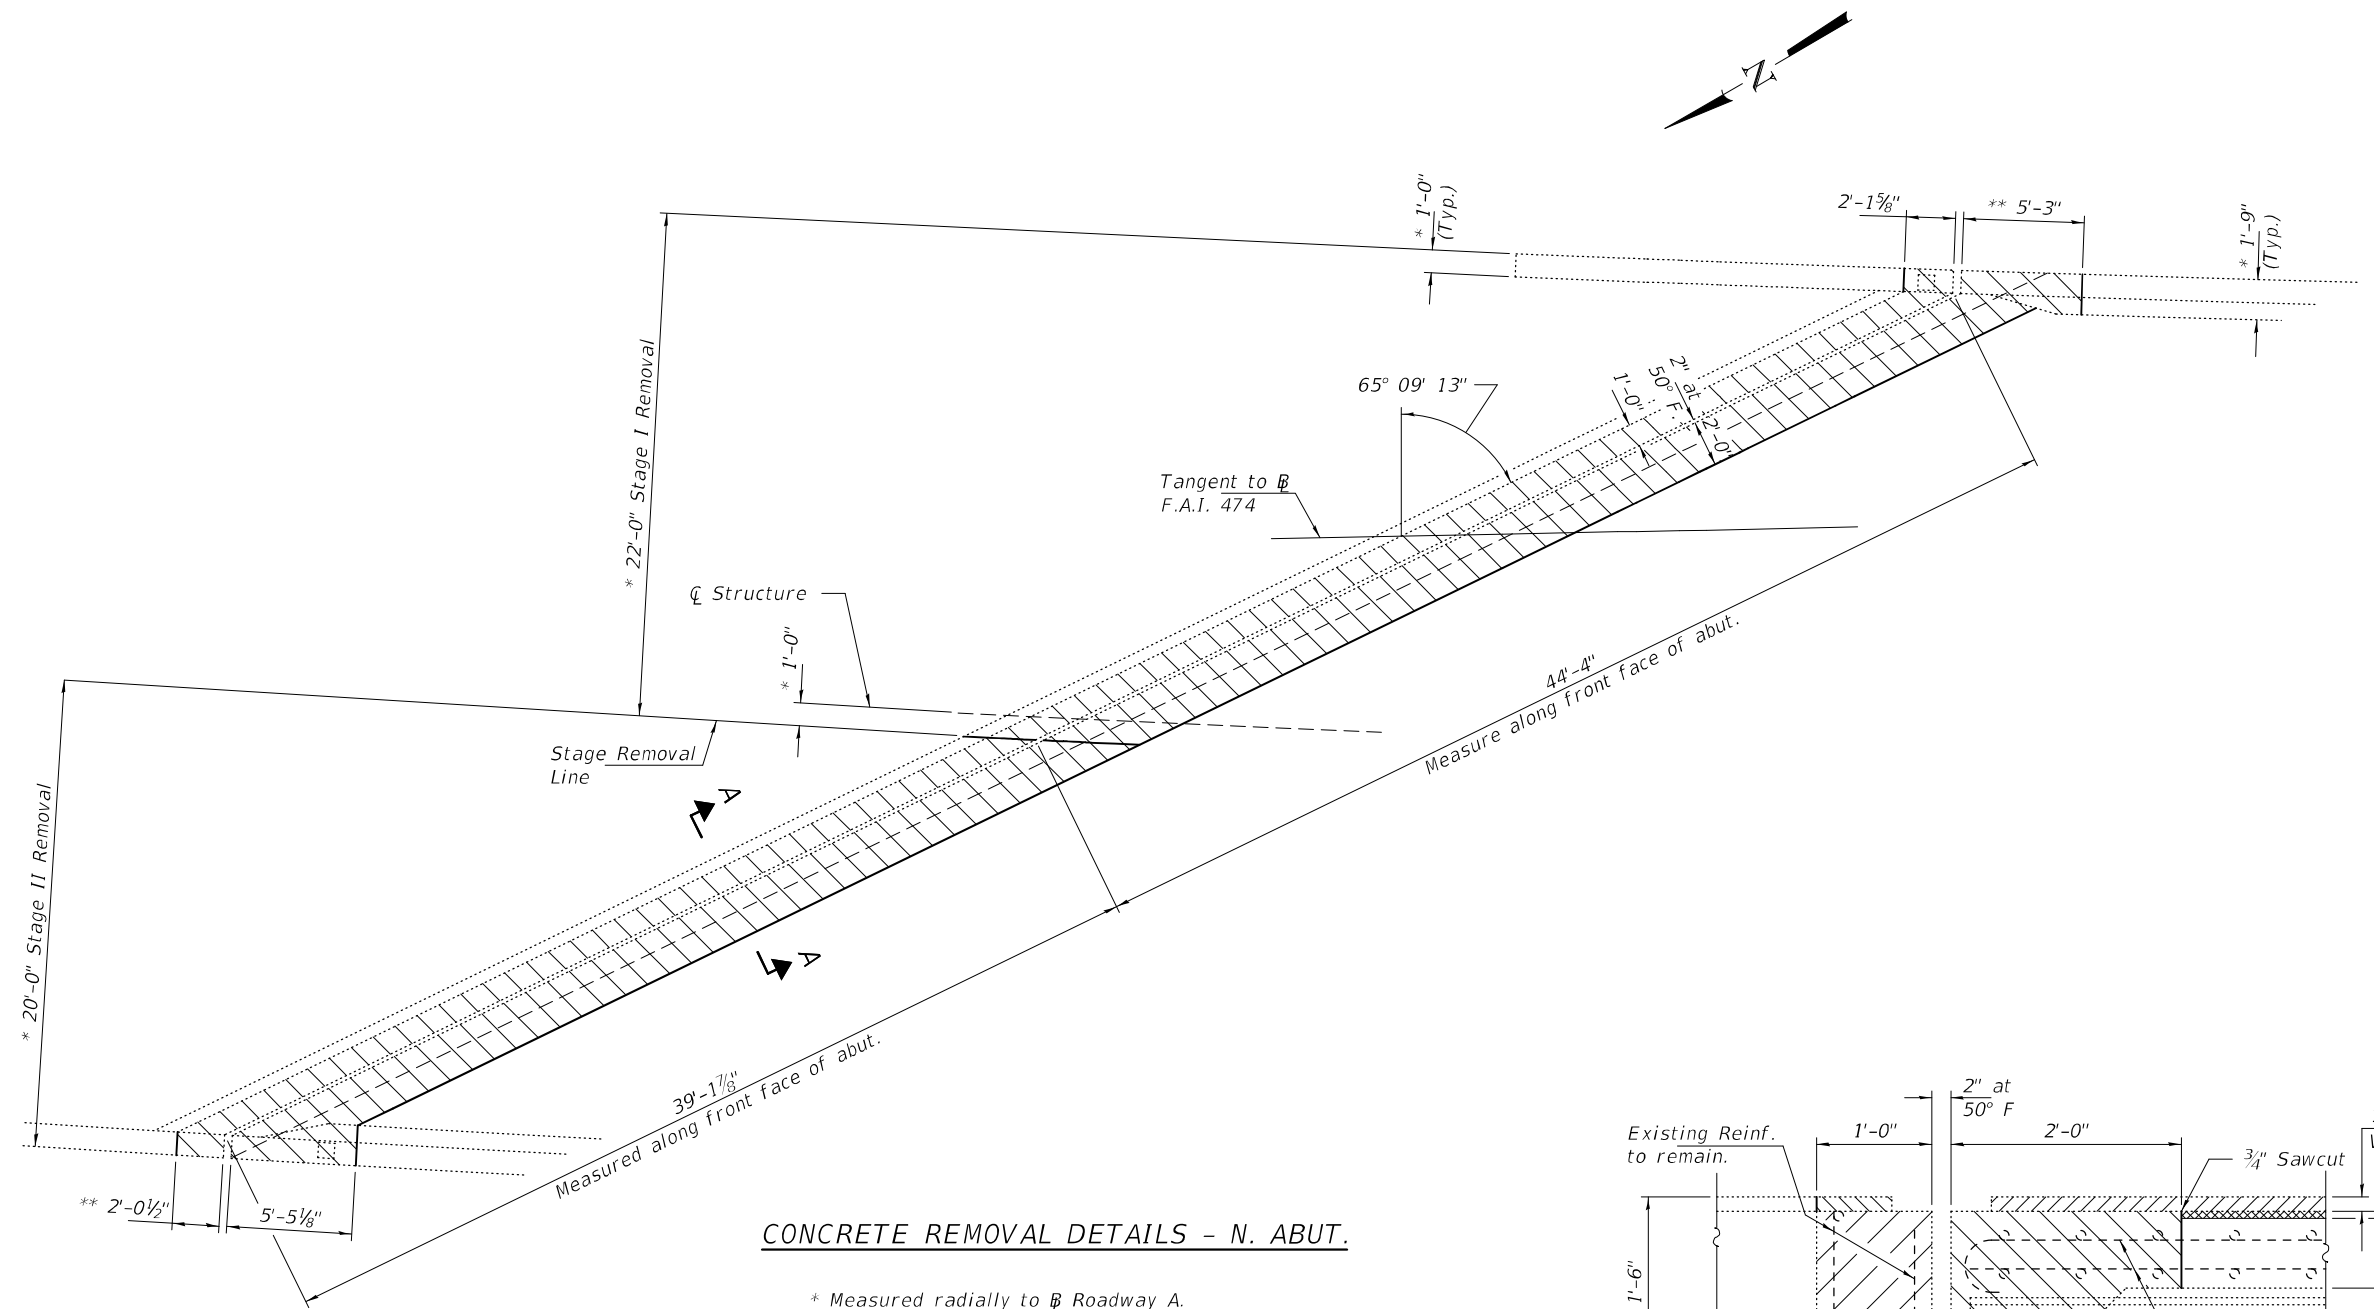 N
* 1'-0"
(Typ.)
2'-1⅝"
** 5'-3"
* 1'-9"
(Typ.)
* 22'-0" Stage I Removal
65° 09' 13"
1'-0"
2" at
50° F.
2'-0"
Tangent to ⅊
F.A.I. 474
℄ Structure
* 1'-0"
44'-4"
Measure along front face of abut.
Stage Removal
Line
A
A
* 20'-0" Stage II Removal
39'-1⅞"
Measured along front face of abut.
** 2'-0½"
5'-5⅛"
CONCRETE REMOVAL DETAILS - N. ABUT.
* Measured radially to ⅊ Roadway A.
2" at
50° F
Existing Reinf.
to remain.
1'-0"
2'-0"
¾" Sawcut
1'-6"